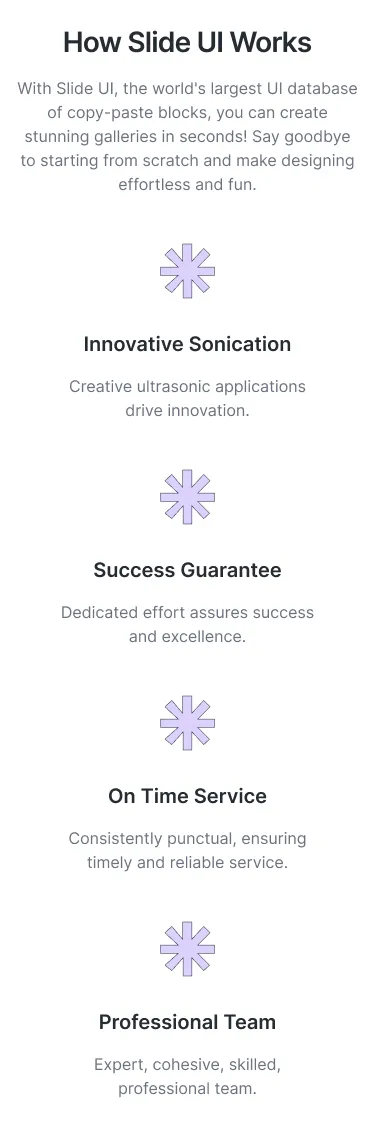 How Slide UI Works
With Slide UI, the world's largest UI database
of copy-paste blocks, you can create
stunning galleries in seconds! Say goodbye
to starting from scratch and make designing
effortless and fun.
Innovative Sonication
Creative ultrasonic applications
drive innovation.
Success Guarantee
Dedicated effort assures success
and excellence.
On Time Service
Consistently punctual, ensuring
timely and reliable service.
Professional Team
Expert, cohesive, skilled,
professional team.